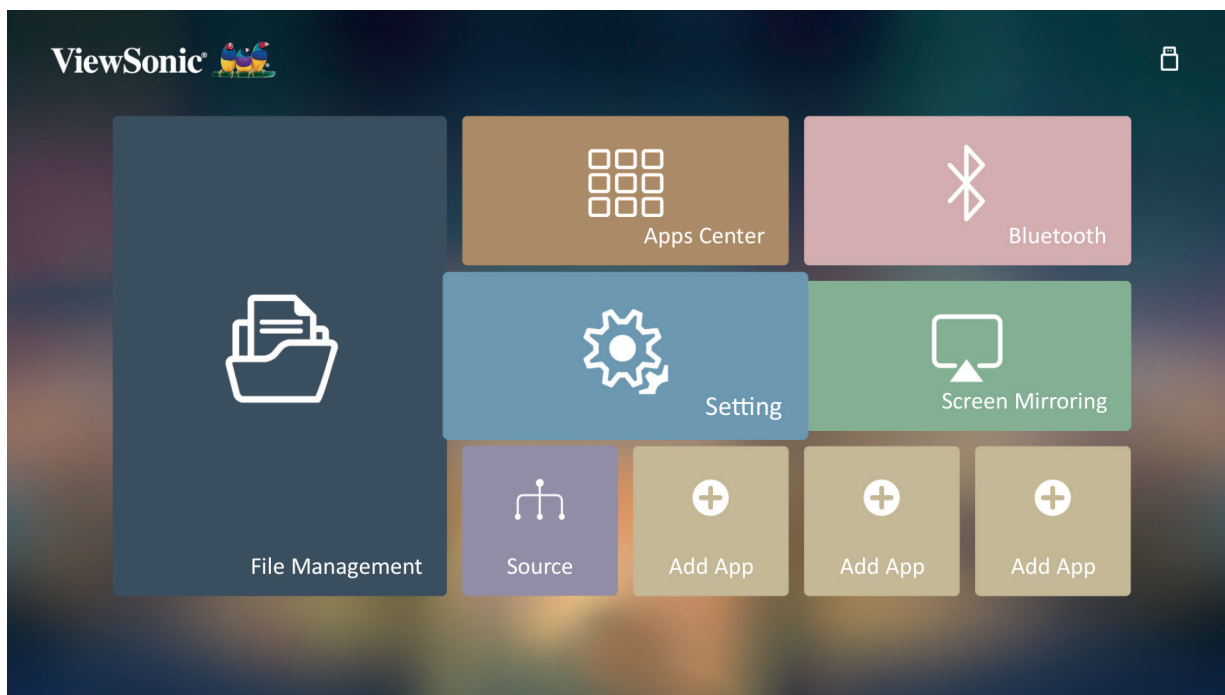 ViewSonic®
Apps Center
Bluetooth
Setting
Screen Mirroring
File Management
Source
Add App
Add App
Add App